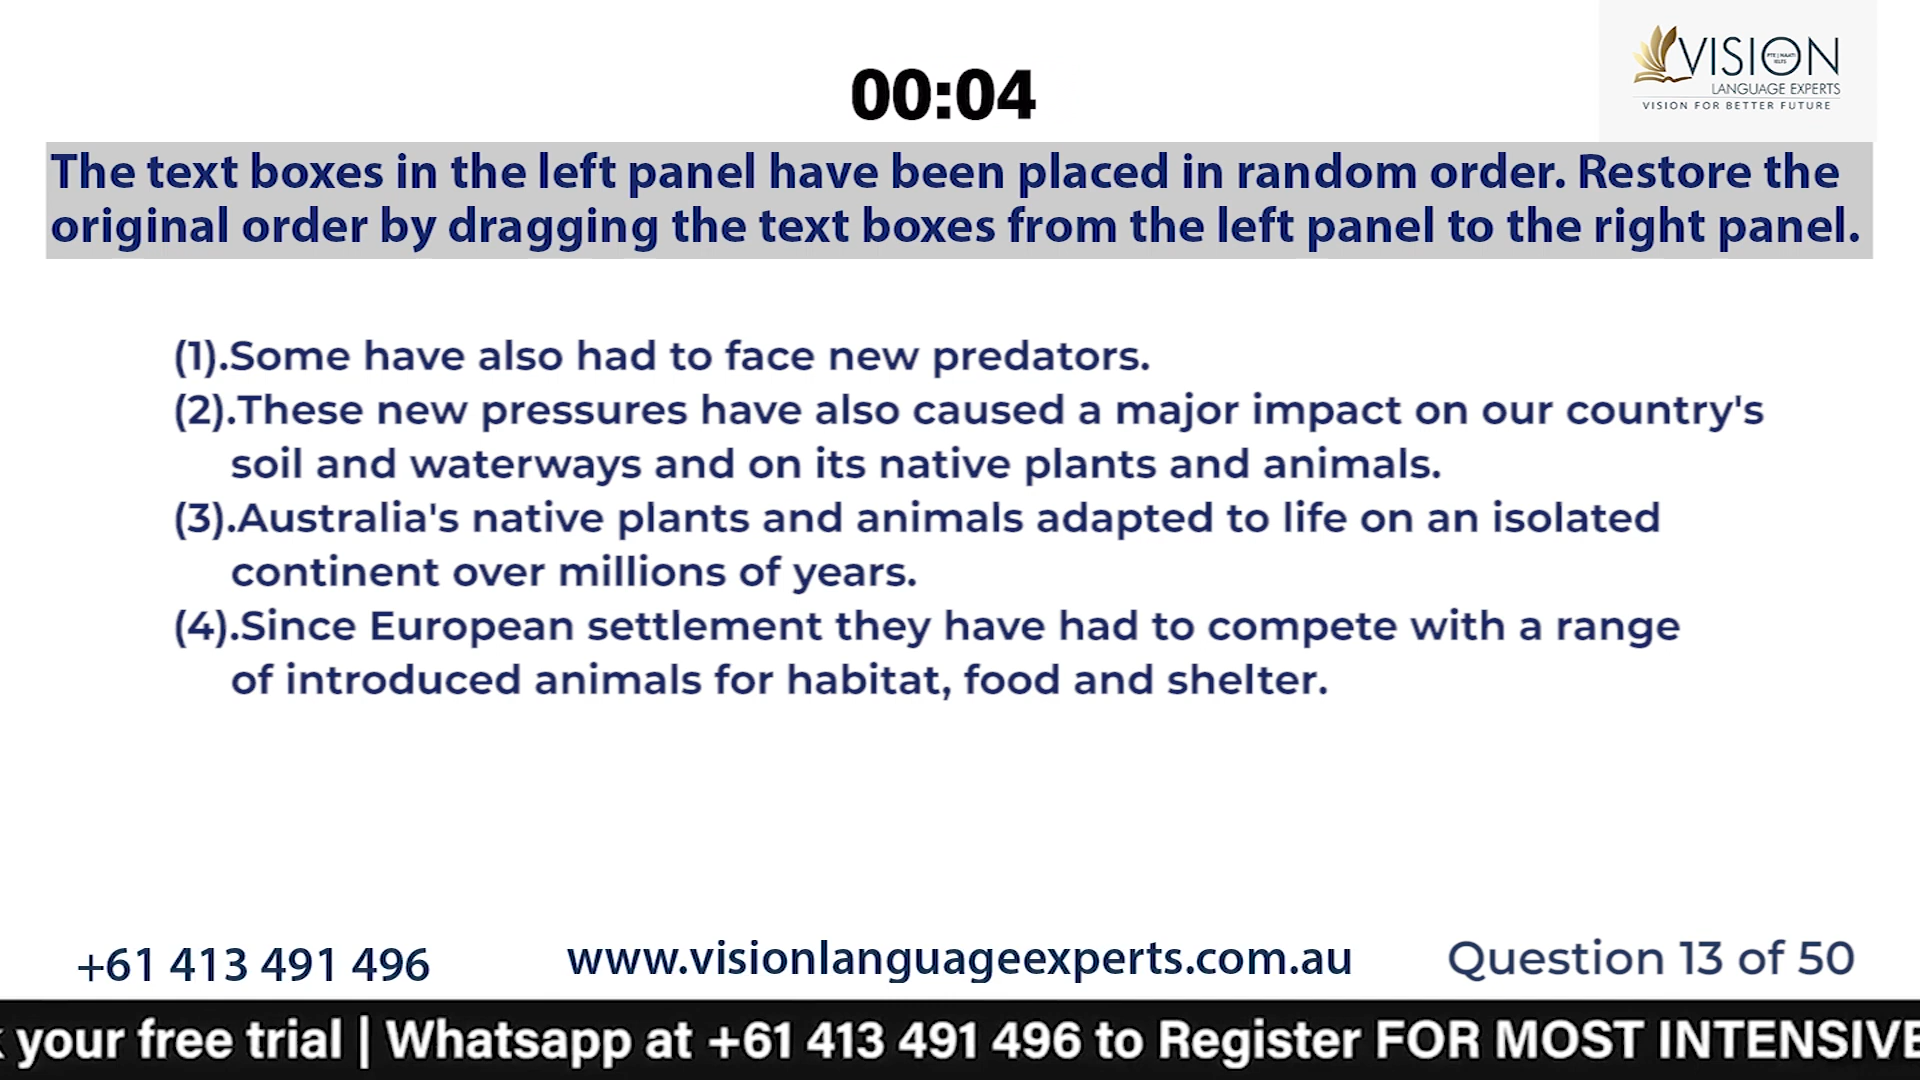 VISION
PTE | NAATI
IELTS
LANGUAGE EXPERTS
VISION FOR BETTER FUTURE
00:04
The text boxes in the left panel have been placed in random order. Restore the
original order by dragging the text boxes from the left panel to the right panel.
(1).Some have also had to face new predators.
(2).These new pressures have also caused a major impact on our country's
soil and waterways and on its native plants and animals.
(3).Australia's native plants and animals adapted to life on an isolated
continent over millions of years.
(4).Since European settlement they have had to compete with a range
of introduced animals for habitat, food and shelter.
+61 413 491 496
www.visionlanguageexperts.com.au
Question 13 of 50
your free trial | Whatsapp at +61 413 491 496 to Register FOR MOST INTENSIVE